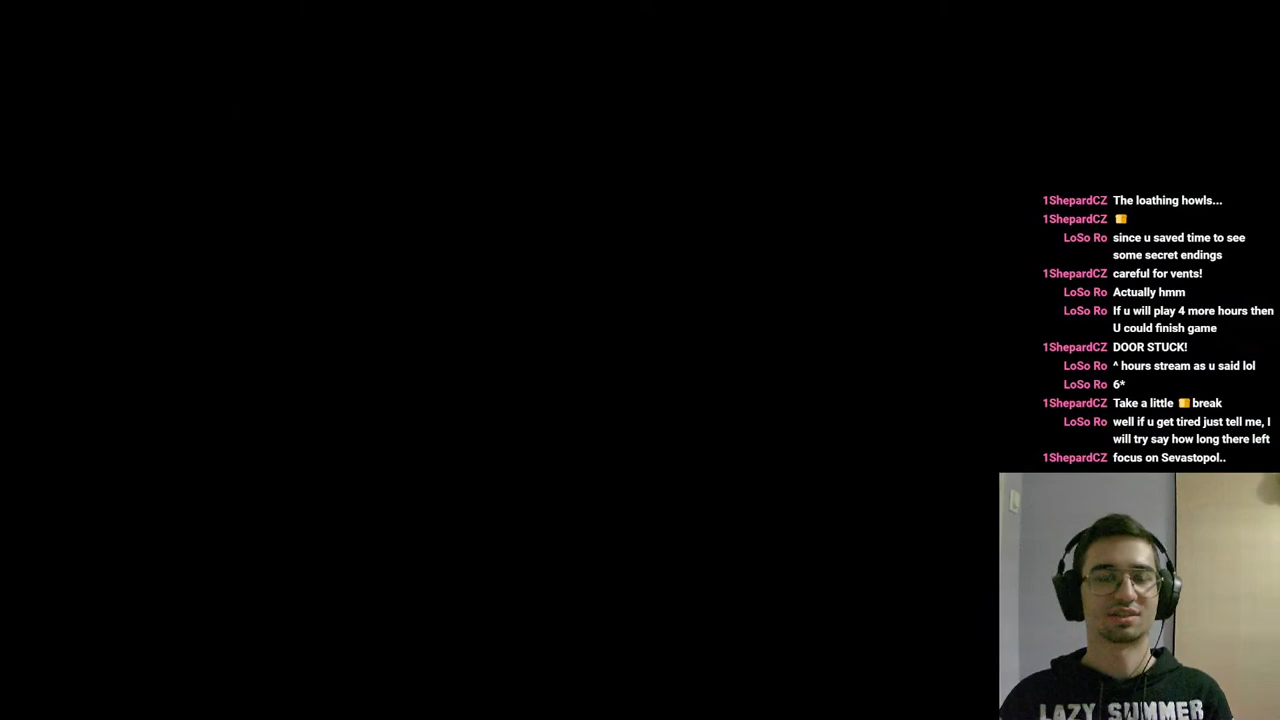 1ShepardCZ The loathing howls...
1ShepardCZ 🍞
LoSo Ro since u saved time to see
some secret endings
1ShepardCZ careful for vents!
LoSo Ro Actually hmm
LoSo Ro If u will play 4 more hours then
U could finish game
1ShepardCZ DOOR STUCK!
LoSo Ro ^ hours stream as u said lol
LoSo Ro 6*
1ShepardCZ Take a little 🍞 break
LoSo Ro well if u get tired just tell me, I
will try say how long there left
1ShepardCZ focus on Sevastopol..
LAZY SUMMER